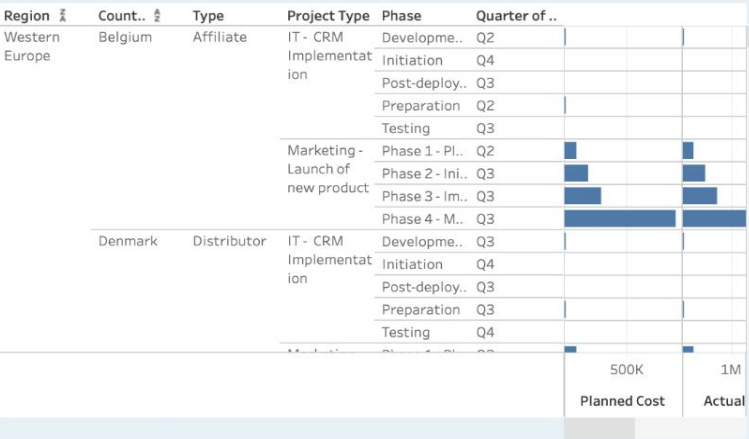 Region Count.. Type Project Type Phase Quarter of ..
Western Belgium Affiliate IT - CRM Developme.. Q2
Europe Implementat Initiation Q4
ion Post-deploy.. Q3
Preparation Q2
Testing Q3
Marketing - Phase 1 - Pl.. Q2
Launch of Phase 2 - Ini.. Q3
new product Phase 3 - Im.. Q3
Phase 4 - M.. Q3
Denmark Distributor IT - CRM Developme.. Q3
Implementat Initiation Q4
ion Post-deploy.. Q3
Preparation Q3
Testing Q4
500K 1M
Planned Cost Actual